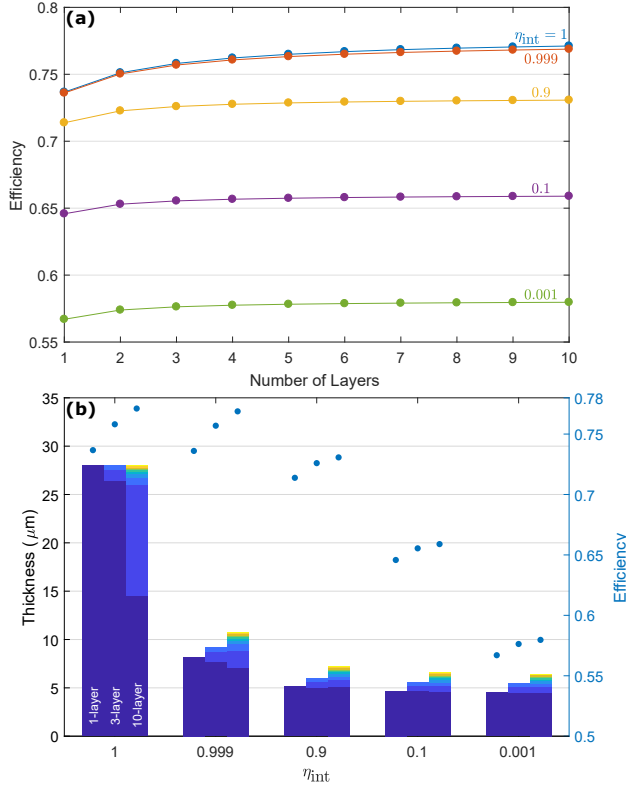 (a)
0.8
0.75
0.7
0.65
0.6
0.55
Efficiency
η_int = 1
0.999
0.9
0.1
0.001
1 2 3 4 5 6 7 8 9 10
Number of Layers
(b)
35
30
25
20
15
10
5
0
Thickness (μm)
1-layer
3-layer
10-layer
0.78
0.75
0.7
0.65
0.6
0.55
0.5
Efficiency
1 0.999 0.9 0.1 0.001
η_int